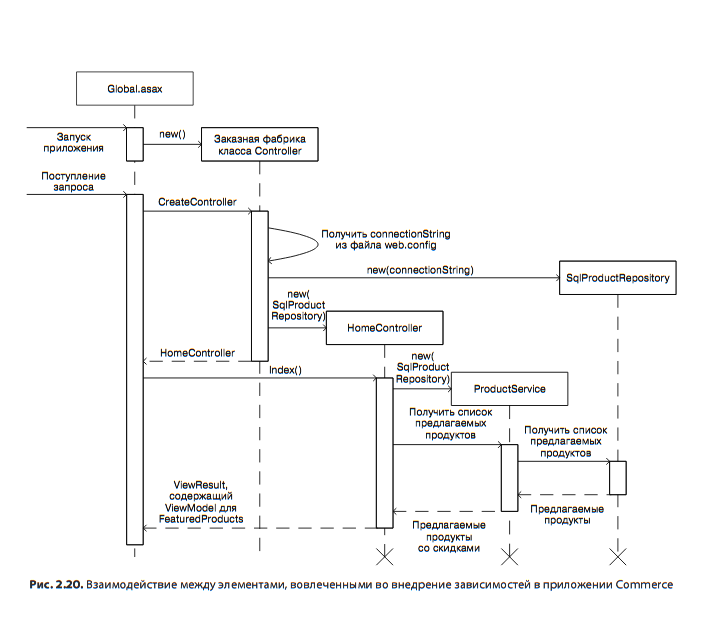 Global.asax
Запуск
приложения
new()
Заказная фабрика
класса Controller
Поступление
запроса
CreateController
Получить connectionString
из файла web.config
new(connectionString)
SqlProductRepository
new(
SqlProduct
Repository)
HomeController
HomeController
Index()
new(
SqlProduct
Repository)
ProductService
Получить список
предлагаемых
продуктов
Получить список
предлагаемых
продуктов
ViewResult,
содержащий
ViewModel для
FeaturedProducts
Предлагаемые
продукты
со скидками
Предлагаемые
продукты
Рис. 2.20. Взаимодействие между элементами, вовлеченными во внедрение зависимостей в приложении Commerce